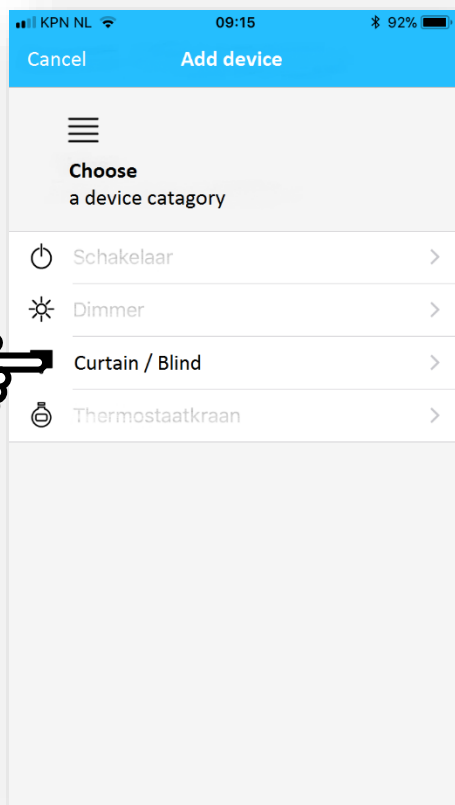 KPN NL 09:15 92%
Cancel Add device
Choose
a device catagory
Schakelaar
Dimmer
Curtain / Blind
Thermostaatkraan